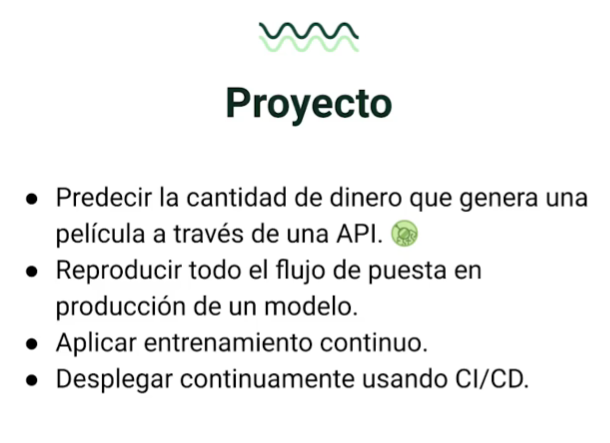 Proyecto
● Predecir la cantidad de dinero que genera una
película a través de una API.
● Reproducir todo el flujo de puesta en
producción de un modelo.
● Aplicar entrenamiento continuo.
● Desplegar continuamente usando CI/CD.